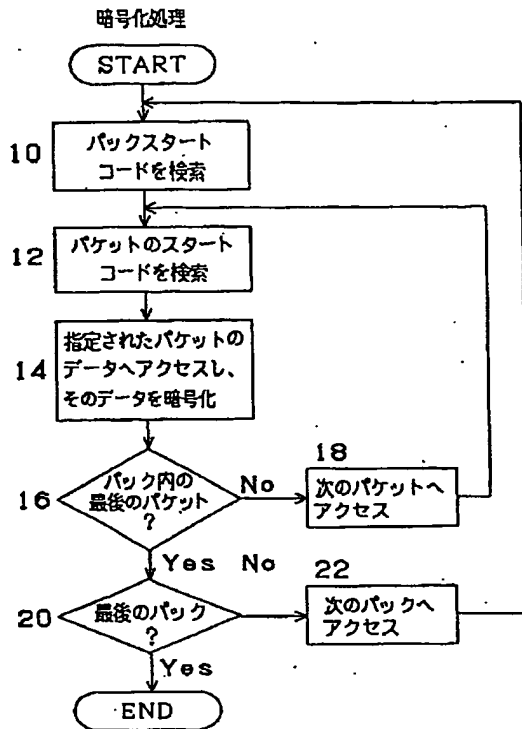 暗号化処理
START
10
パックスタート
コードを検索
12
パケットのスタート
コードを検索
14
指定されたパケットの
データへアクセスし、
そのデータを暗号化
16
パック内の
最後のパケット
?
No
18
次のパケットへ
アクセス
Yes
No
20
最後のパック
?
22
次のパックへ
アクセス
Yes
END